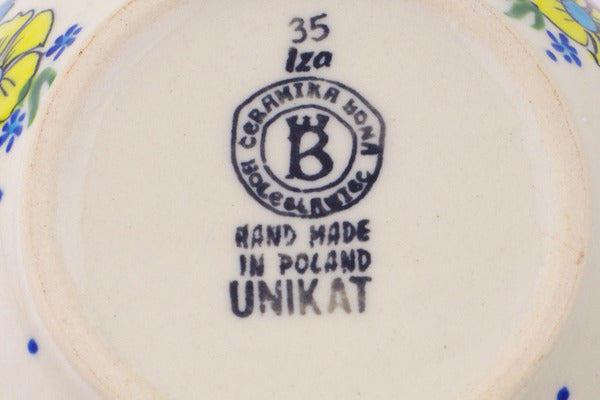 35
Iza
CERAMIKA BONA
BOLESŁAWIEC
B
HAND MADE
IN POLAND
UNIKAT